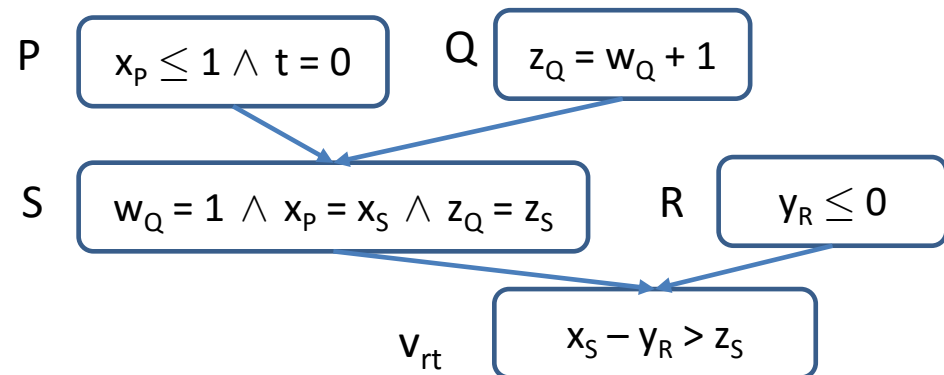 P x_P ≤ 1 ∧ t = 0 Q z_Q = w_Q + 1
S w_Q = 1 ∧ x_P = x_S ∧ z_Q = z_S R y_R ≤ 0
v_rt x_S – y_R > z_S